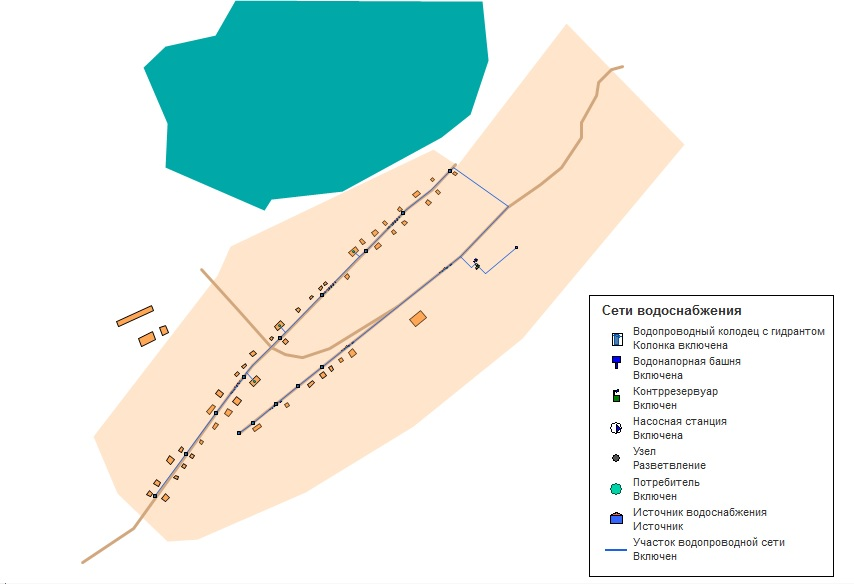 Сети водоснабжения
Водопроводный колодец с гидрантом
Колонка включена
Водонапорная башня
Включена
Контррезервуар
Включен
Насосная станция
Включена
Узел
Разветвление
Потребитель
Включен
Источник водоснабжения
Источник
Участок водопроводной сети
Включен